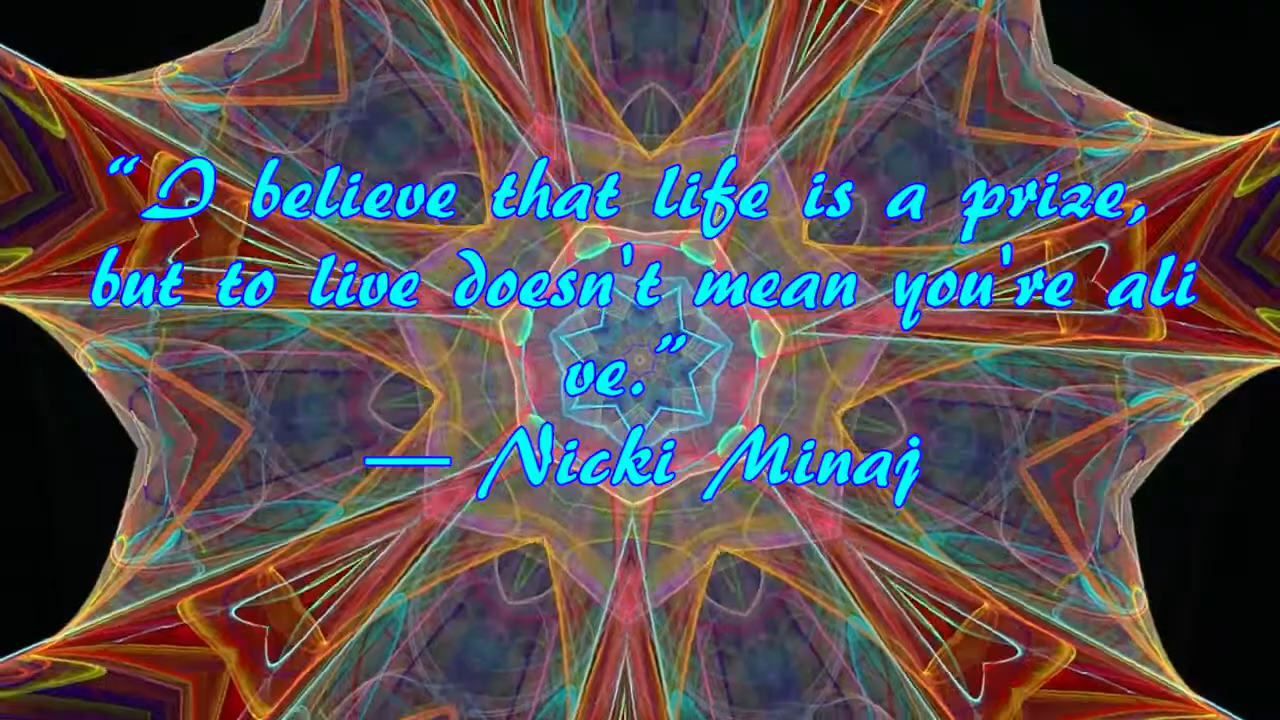 “I believe that life is a prize,
but to live doesn't mean you're ali
ve.”
— Nicki Minaj